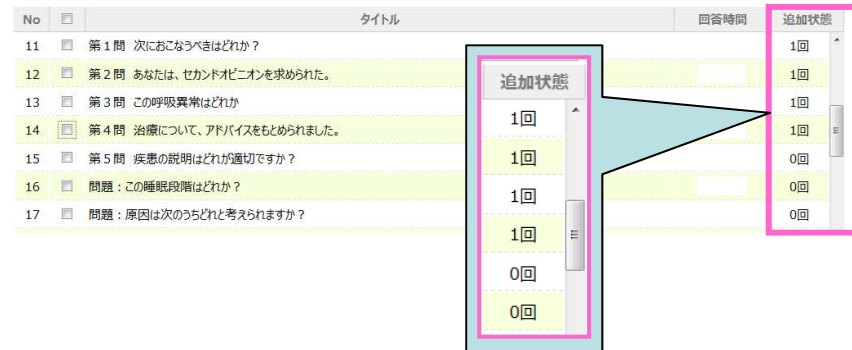 No タイトル 回答時間 追加状態
11 第1問 次におこなうべきはどれか？ 1回
12 第2問 あなたは、セカンドオピニオンを求められた。 1回
13 第3問 この呼吸異常はどれか 1回
14 第4問 治療について、アドバイスをもとめられました。 1回
15 第5問 疾患の説明はどれが適切ですか？ 0回
16 問題：この睡眠段階はどれか？ 0回
17 問題：原因は次のうちどれと考えられますか？ 0回
追加状態
1回
1回
1回
1回
0回
0回